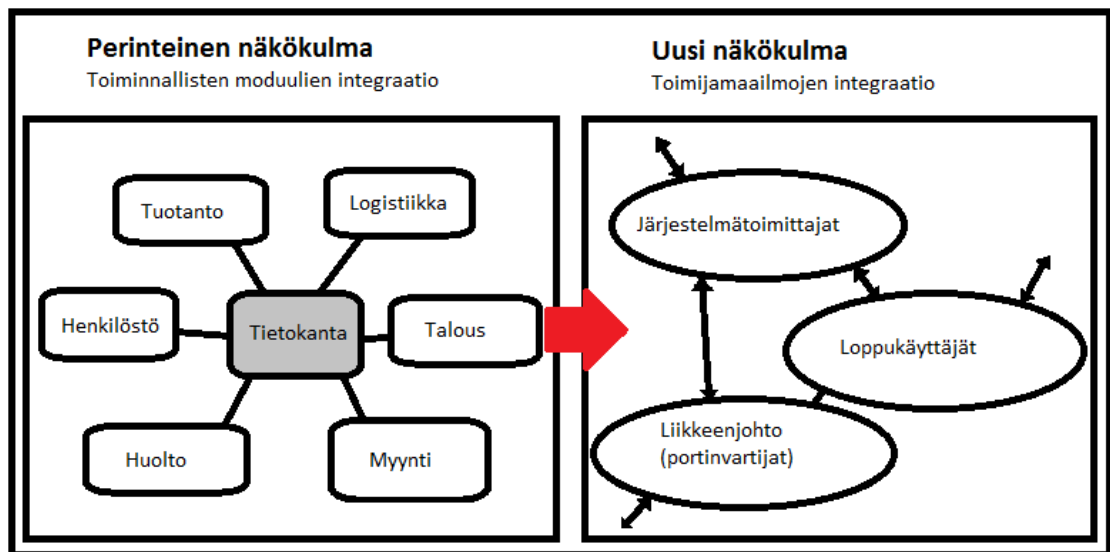 Perinteinen näkökulma
Toiminnallisten moduulien integraatio
Uusi näkökulma
Toimijamaailmojen integraatio
Tuotanto
Logistiikka
Henkilöstö
Tietokanta
Talous
Huolto
Myynti
Järjestelmätoimittajat
Loppukäyttäjät
Liikkeenjohto
(portinvartijat)